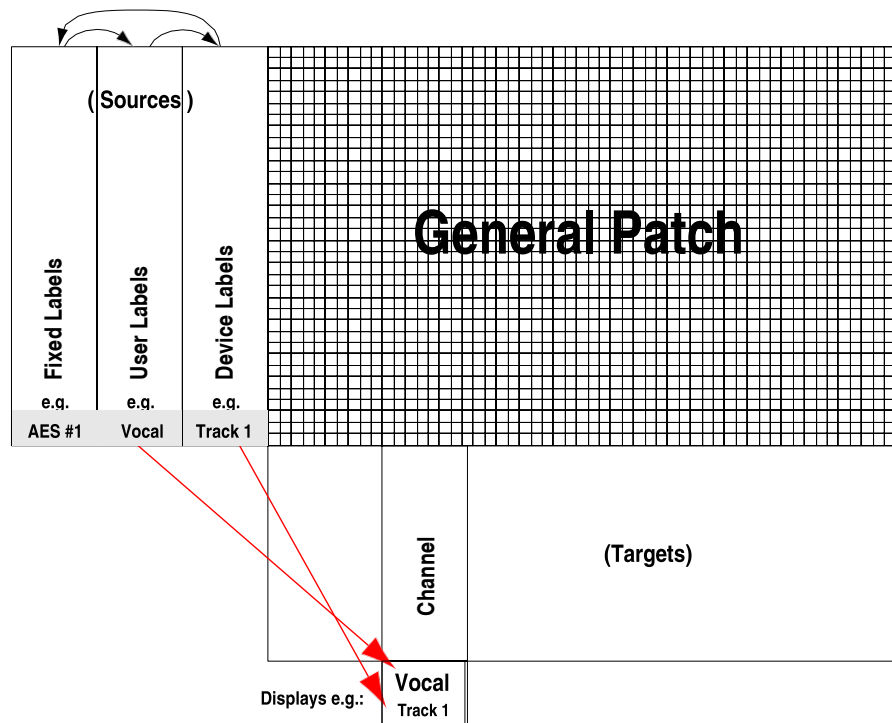 ( Sources )
General Patch
Fixed Labels
User Labels
Device Labels
e.g.
e.g.
e.g.
AES #1
Vocal
Track 1
Channel
(Targets)
Displays e.g.:
Vocal
Track 1